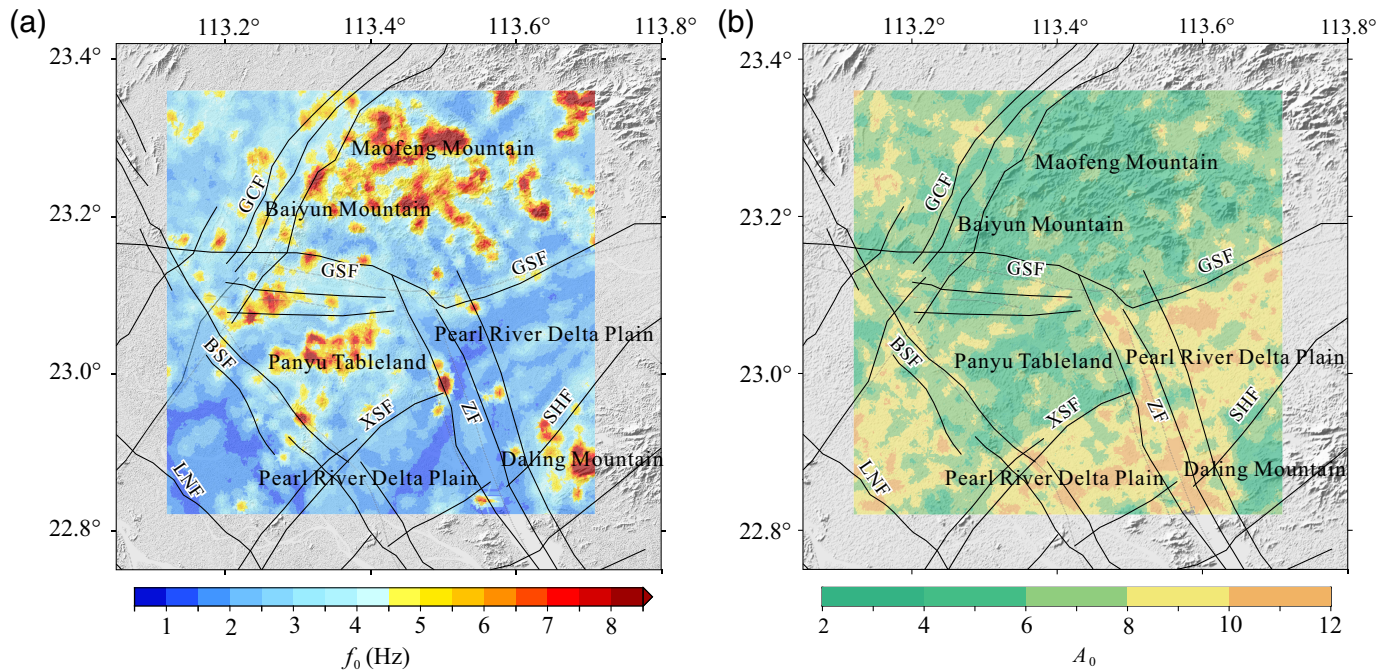 (a)
113.2° 113.4° 113.6° 113.8°
23.4°
23.2°
23.0°
22.8°
Maofeng Mountain
GCF
Baiyun Mountain
GSF
GSF
Pearl River Delta Plain
BSF
Panyu Tableland
XSF
ZF
SHF
LNF
Daling Mountain
Pearl River Delta Plain
1 2 3 4 5 6 7 8
f₀ (Hz)
(b)
113.2° 113.4° 113.6° 113.8°
23.4°
23.2°
23.0°
22.8°
Maofeng Mountain
GCF
Baiyun Mountain
GSF
GSF
BSF
Panyu Tableland
Pearl River Delta Plain
XSF
ZF
SHF
LNF
Pearl River Delta Plain
Daling Mountain
2 4 6 8 10 12
A₀